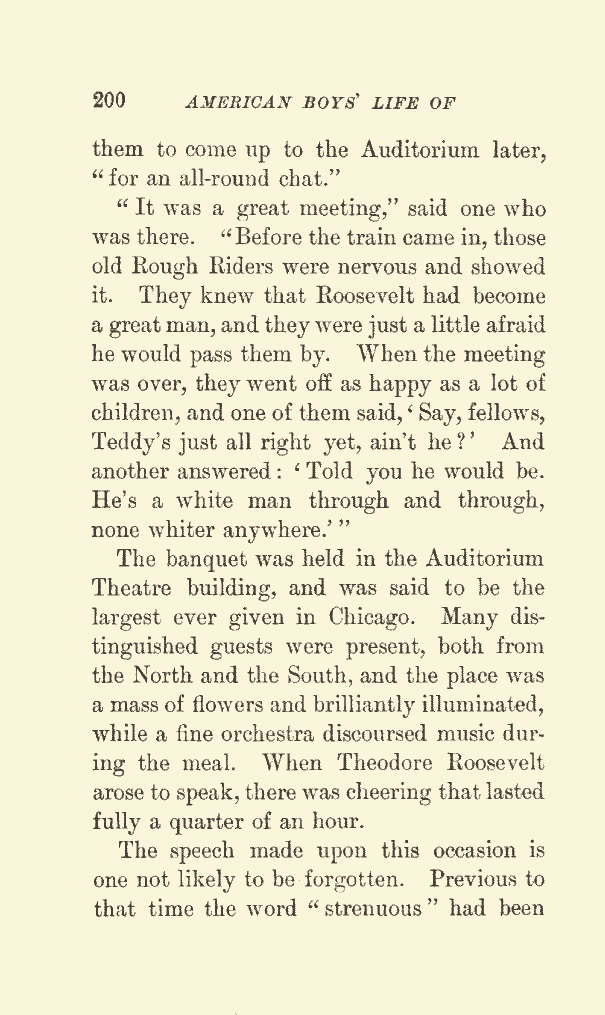 200 AMERICAN BOYS' LIFE OF
them to come up to the Auditorium later,
“for an all-round chat.”
“It was a great meeting,” said one who
was there. “Before the train came in, those
old Rough Riders were nervous and showed
it. They knew that Roosevelt had become
a great man, and they were just a little afraid
he would pass them by. When the meeting
was over, they went off as happy as a lot of
children, and one of them said, ‘Say, fellows,
Teddy's just all right yet, ain't he?’ And
another answered: ‘Told you he would be.
He's a white man through and through,
none whiter anywhere.’”
The banquet was held in the Auditorium
Theatre building, and was said to be the
largest ever given in Chicago. Many dis-
tinguished guests were present, both from
the North and the South, and the place was
a mass of flowers and brilliantly illuminated,
while a fine orchestra discoursed music dur-
ing the meal. When Theodore Roosevelt
arose to speak, there was cheering that lasted
fully a quarter of an hour.
The speech made upon this occasion is
one not likely to be forgotten. Previous to
that time the word “strenuous” had been